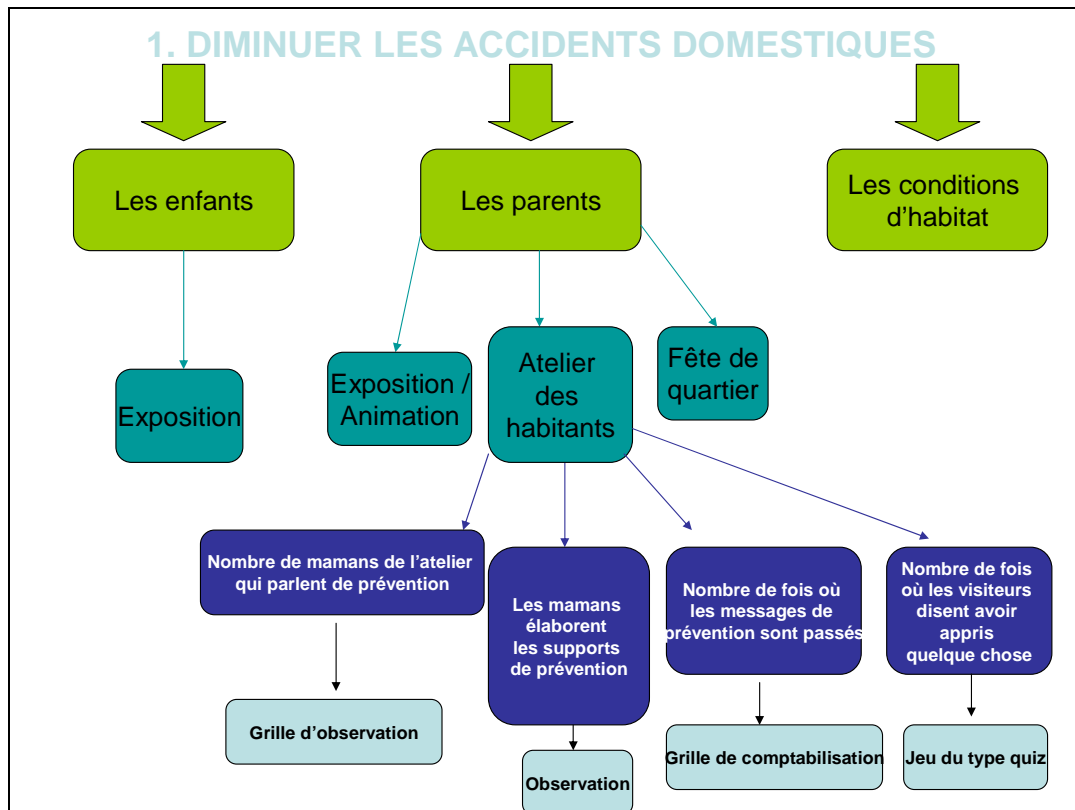 1. DIMINUER LES ACCIDENTS DOMESTIQUES
Les enfants
Les parents
Les conditions
d’habitat
Exposition
Exposition /
Animation
Atelier
des
habitants
Fête de
quartier
Nombre de mamans de l’atelier
qui parlent de prévention
Les mamans
élaborent
les supports
de prévention
Nombre de fois où
les messages de
prévention sont passés
Nombre de fois
où les visiteurs
disent avoir
appris
quelque chose
Grille d’observation
Observation
Grille de comptabilisation
Jeu du type quiz